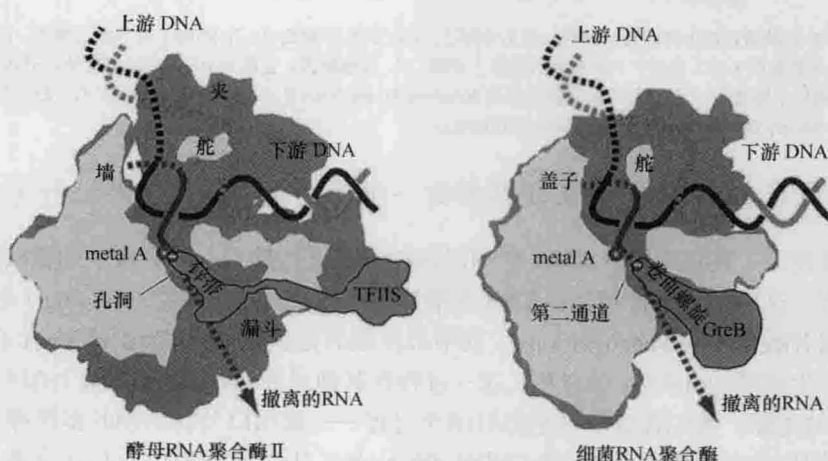 上游 DNA
夹
舵
下游 DNA
墙
metal A
锌带
TFIIS
孔洞
漏斗
撤离的RNA
酵母RNA聚合酶Ⅱ
上游 DNA
舵
下游 DNA
盖子
metal A
卷曲螺旋
第二通道
GreB
撤离的RNA
细菌RNA聚合酶